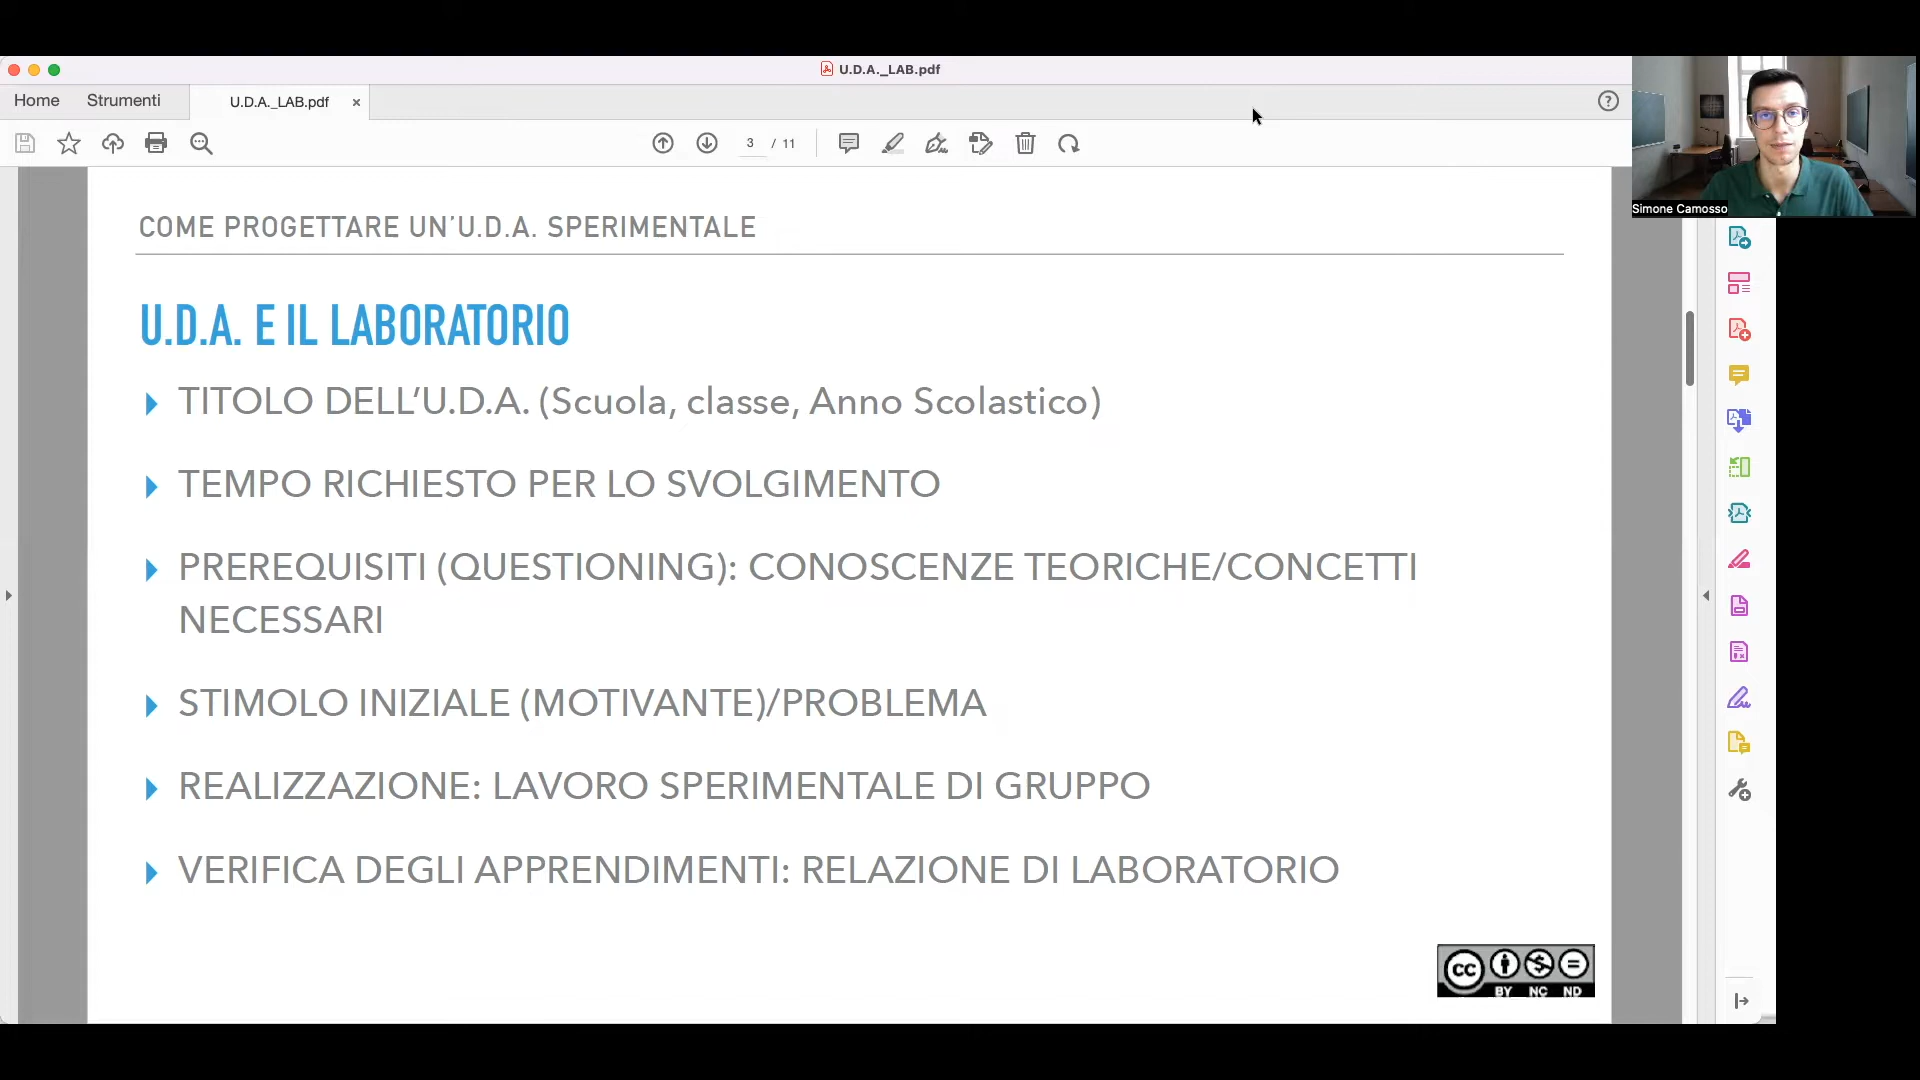 U.D.A._LAB.pdf
Home
Strumenti
U.D.A._LAB.pdf
3 / 11
Simone Camosso
COME PROGETTARE UN'U.D.A. SPERIMENTALE
U.D.A. E IL LABORATORIO
TITOLO DELL'U.D.A. (Scuola, classe, Anno Scolastico)
TEMPO RICHIESTO PER LO SVOLGIMENTO
PREREQUISITI (QUESTIONING): CONOSCENZE TEORICHE/CONCETTI
NECESSARI
STIMOLO INIZIALE (MOTIVANTE)/PROBLEMA
REALIZZAZIONE: LAVORO SPERIMENTALE DI GRUPPO
VERIFICA DEGLI APPRENDIMENTI: RELAZIONE DI LABORATORIO
cc
BY NC ND